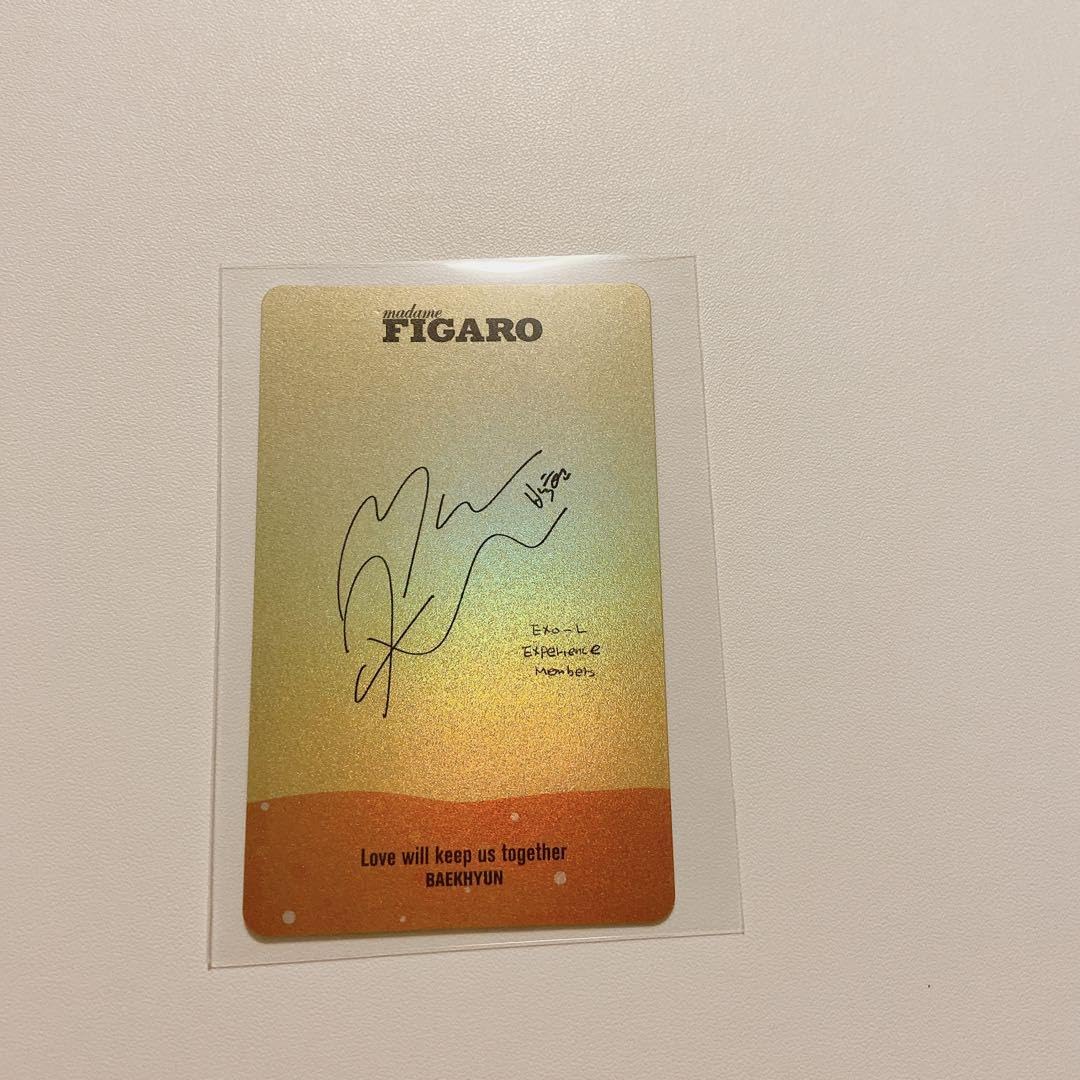 madame
FIGARO
백현
Exo-L
Experience
Members
Love will keep us together
BAEKHYUN